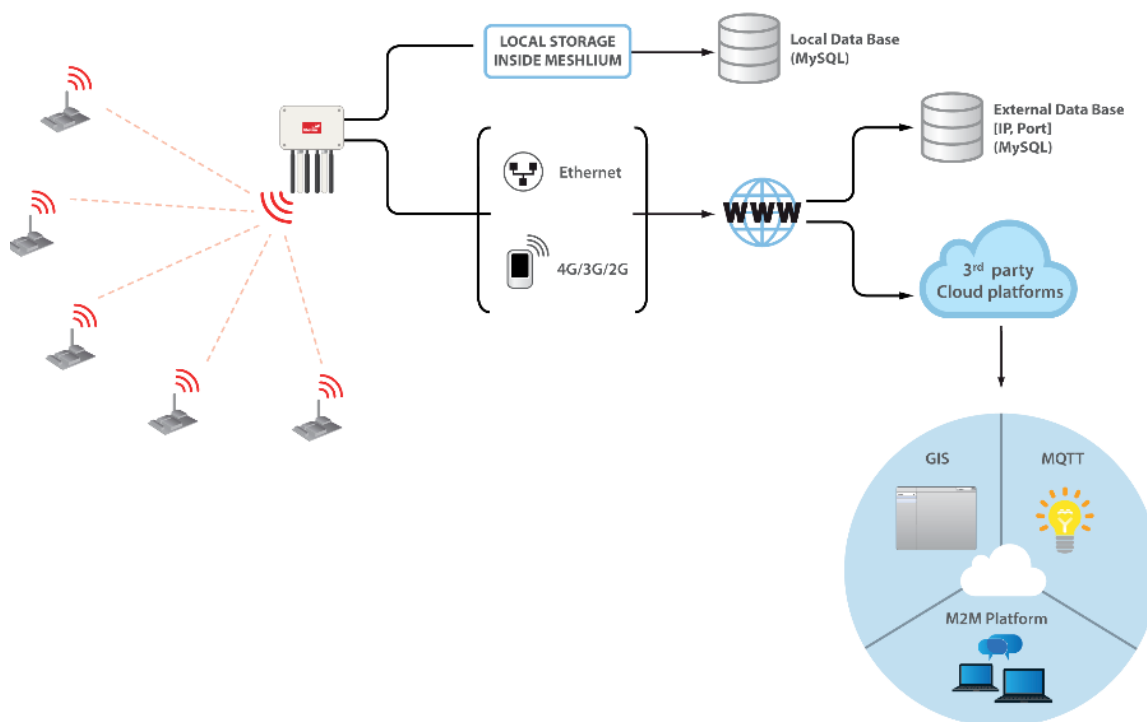 LOCAL STORAGE
INSIDE MESHLIUM
Local Data Base
(MySQL)
External Data Base
[IP, Port]
(MySQL)
Ethernet
4G/3G/2G
WWW
3rd party
Cloud platforms
GIS
MQTT
M2M Platform